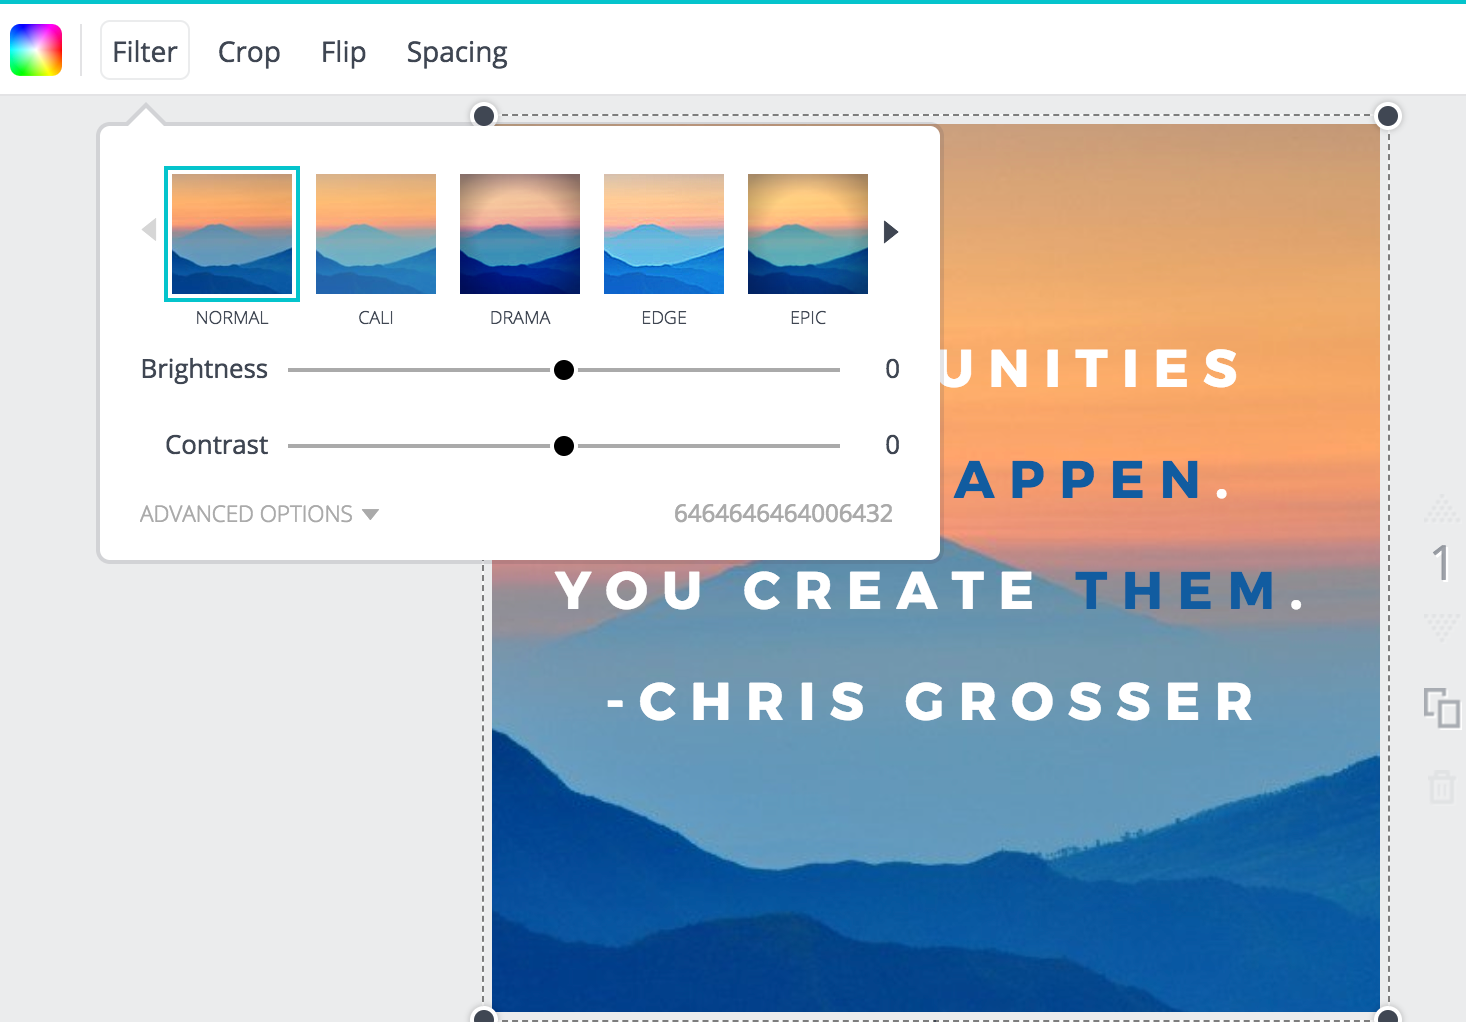 Filter Crop Flip Spacing
NORMAL CALI DRAMA EDGE EPIC
Brightness 0
Contrast 0
ADVANCED OPTIONS 6464646464006432
UNITIES
APPEN.
YOU CREATE THEM.
-CHRIS GROSSER
1